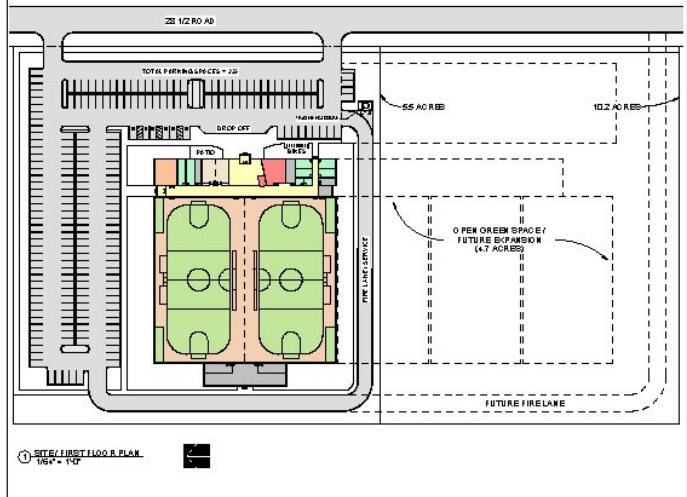 28 1/2 ROAD
TOTAL PARKING SPACES =
5.5 ACRES
10.2 ACRES
DROP OFF
PATIO
BIKES
OPEN GREEN SPACE /
FUTURE EXPANSION
(4.7 ACRES)
FIRE LANE / SERVICE
FUTURE FIRE LANE
1 SITE / FIRST FLOOR PLAN
1/64" = 1'-0"